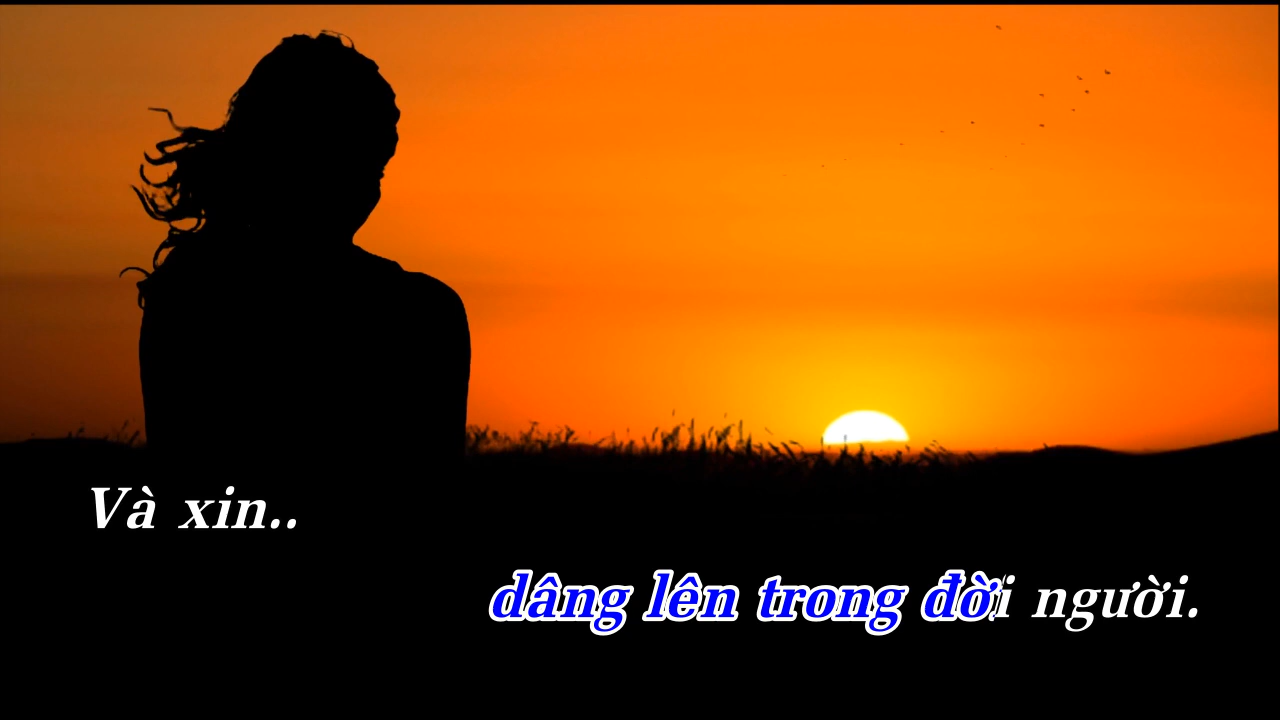 Và xin..
dâng lên trong đời người.